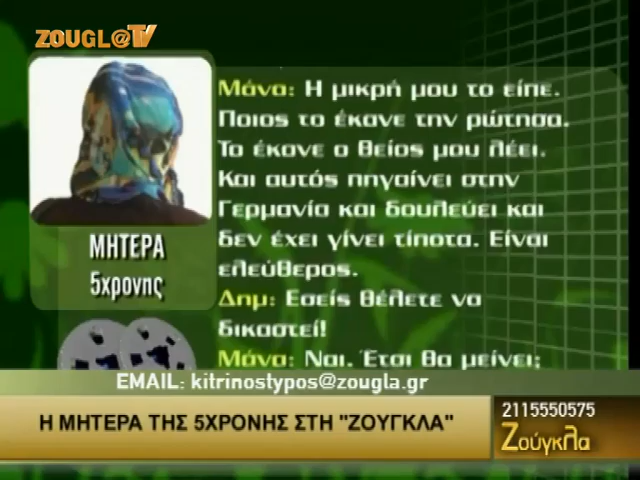 ZOUGL@TV
Μάνα: Η μικρή μου το είπε.
Ποιος το έκανε την ρώτησα.
Το έκανε ο θείος μου λέει.
Και αυτός πηγαίνει στην
Γερμανία και δουλεύει και
δεν έχει γίνει τίποτα. Είναι
ελεύθερος.
Δημ: Εσείς θέλετε να
δικαστεί!
Μάνα: Ναι. Έτσι θα μείνει;
ΜΗΤΕΡΑ
5χρονης
EMAIL: kitrinostypos@zougla.gr
Η ΜΗΤΕΡΑ ΤΗΣ 5ΧΡΟΝΗΣ ΣΤΗ "ΖΟΥΓΚΛΑ"
2115550575
Ζούγκλα